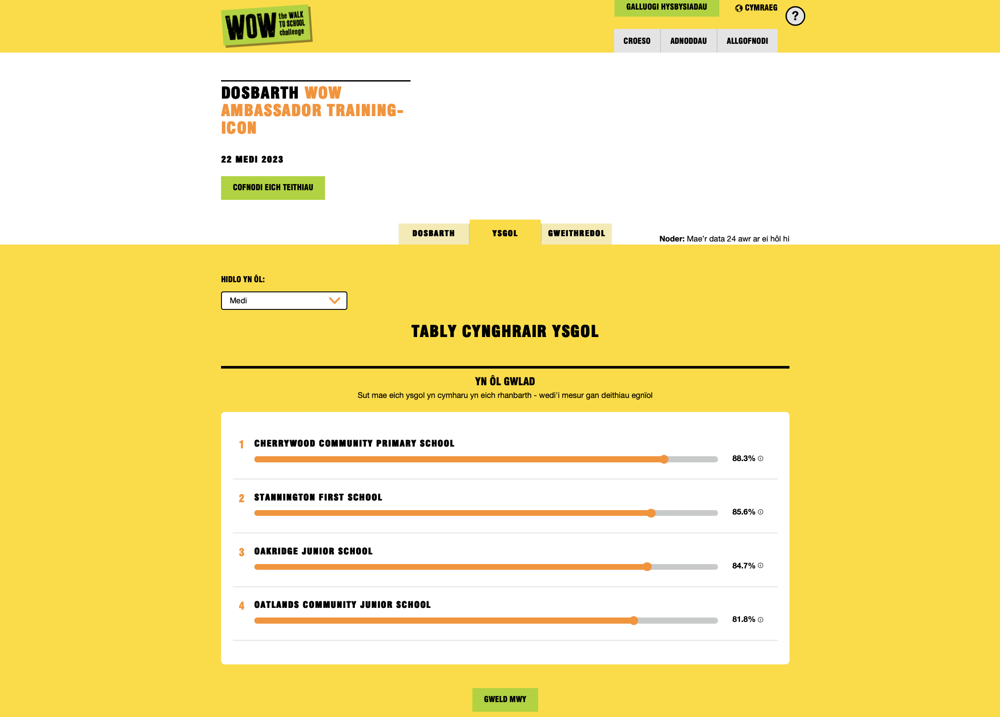 WOW the WALK
TO SCHOOL
challenge
GALLUOGI HYSBYSIADAU
CYMRAEG
?
CROESO
ADNODDAU
ALLGOFNODI
DOSBARTH WOW
AMBASSADOR TRAINING-
ICON
22 MEDI 2023
COFNODI EICH TEITHIAU
DOSBARTH
YSGOL
GWEITHREDOL
Noder: Mae’r data 24 awr ar ei hôl hi
HIDLO YN ÔL:
Medi
TABLY CYNGHRAIR YSGOL
YN ÔL GWLAD
Sut mae eich ysgol yn cymharu yn eich rhanbarth - wedi'i mesur gan deithiau egnïol
1 CHERRYWOOD COMMUNITY PRIMARY SCHOOL
88.3%
2 STANNINGTON FIRST SCHOOL
85.6%
3 OAKRIDGE JUNIOR SCHOOL
84.7%
4 OATLANDS COMMUNITY JUNIOR SCHOOL
81.8%
GWELD MWY